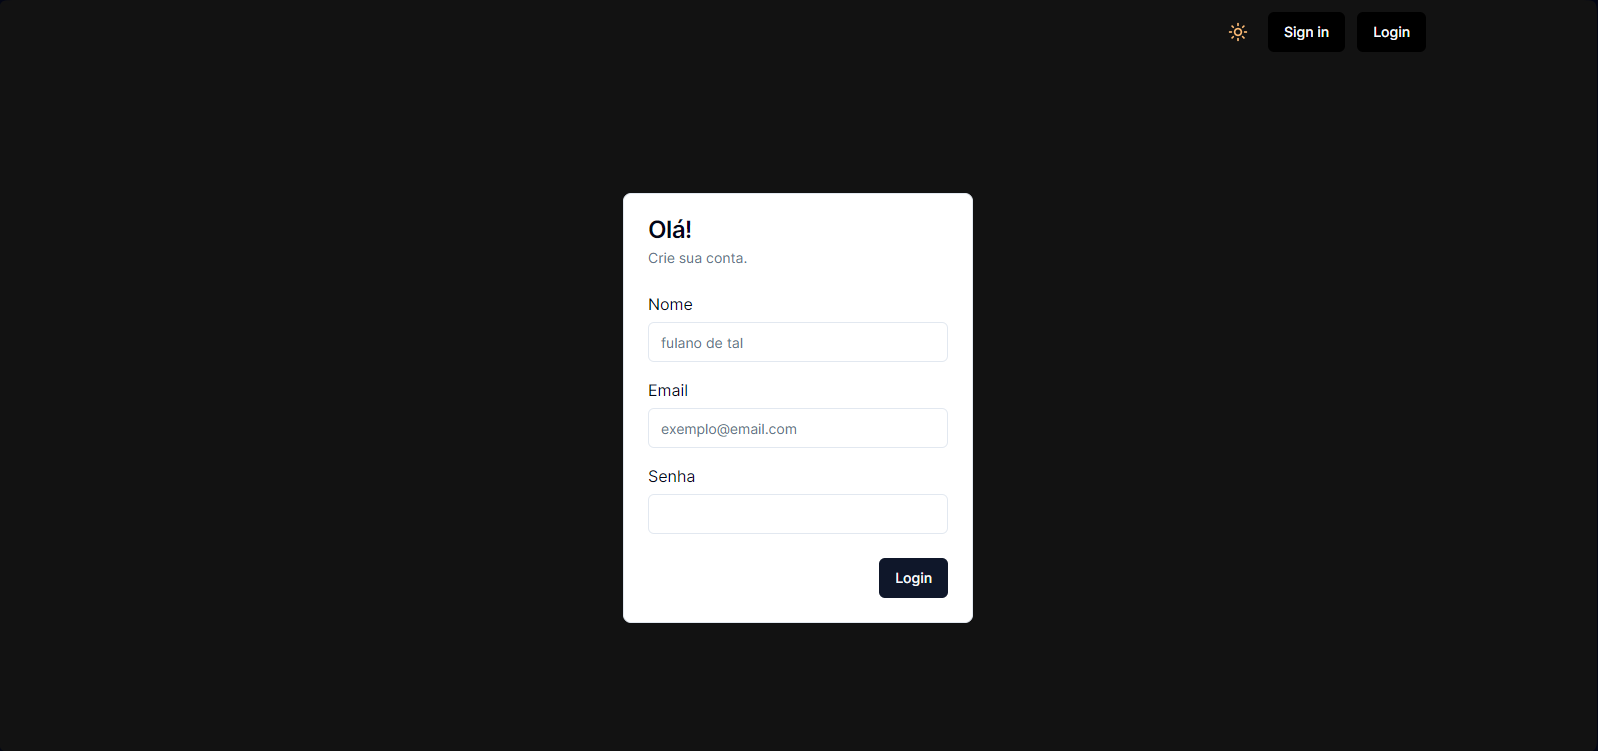 Sign in Login
Olá!
Crie sua conta.
Nome
fulano de tal
Email
exemplo@email.com
Senha
Login